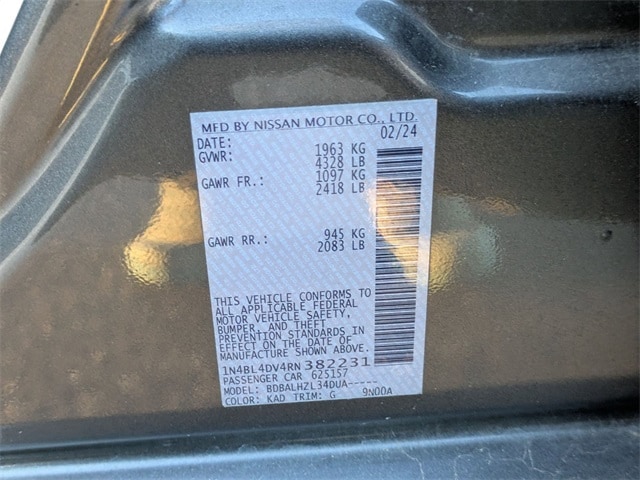 MFD BY NISSAN MOTOR CO., LTD.
DATE: 02/24
GVWR: 1963 KG
4328 LB
GAWR FR.: 1097 KG
2418 LB
GAWR RR.: 945 KG
2083 LB
THIS VEHICLE CONFORMS TO
ALL APPLICABLE FEDERAL
MOTOR VEHICLE SAFETY,
BUMPER, AND THEFT
PREVENTION STANDARDS IN
EFFECT ON THE DATE OF
MANUFACTURE SHOWN ABOVE.
1N4BL4DV4RN382231
PASSENGER CAR 625157
MODEL: BDBALHZL34DUA-----
COLOR: KAD TRIM: G 9N00A